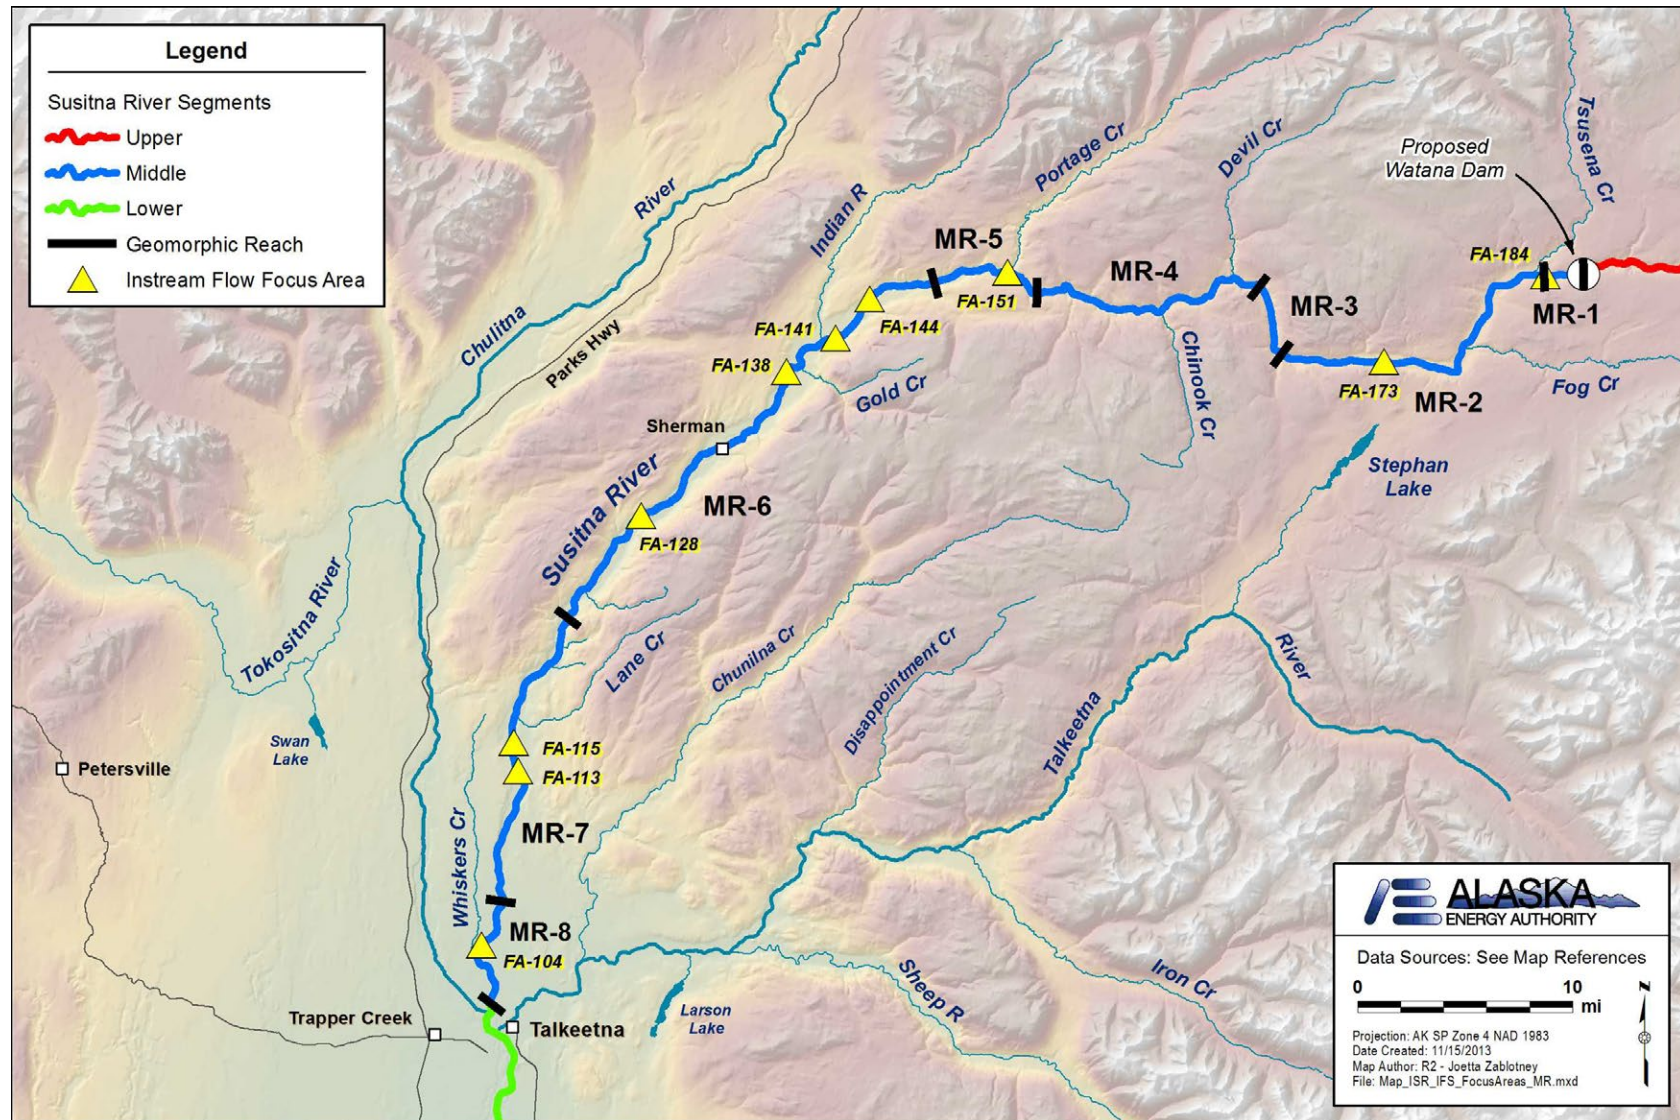 Legend
Susitna River Segments
Upper
Middle
Lower
Geomorphic Reach
Instream Flow Focus Area
Tsusena Cr
Portage Cr
Devil Cr
Proposed
Watana Dam
Indian R
River
MR-5
FA-184
MR-4
FA-151
MR-3
MR-1
Chulitna
Parks Hwy
FA-141
FA-144
FA-138
Gold Cr
Chinook Cr
FA-173
MR-2
Fog Cr
Sherman
Susitna River
MR-6
Stephan
Lake
FA-128
Tokositna River
Lane Cr
Chunilna Cr
Disappointment Cr
River
Talkeetna
Swan
Lake
Petersville
FA-115
FA-113
MR-7
Whiskers Cr
MR-8
FA-104
Sheep R
Iron Cr
Larson
Lake
Trapper Creek
Talkeetna
AE ALASKA
ENERGY AUTHORITY
Data Sources: See Map References
0 10
mi
N
Projection: AK SP Zone 4 NAD 1983
Date Created: 11/15/2013
Map Author: R2 - Joetta Zablotney
File: Map_ISR_IFS_FocusAreas_MR.mxd